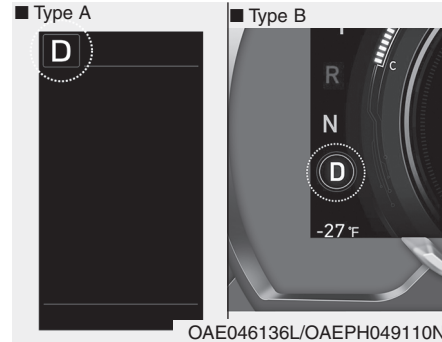 ■ Type A
D
■ Type B
R
C
N
D
-27 °F
OAE046136L/OAEPH049110N